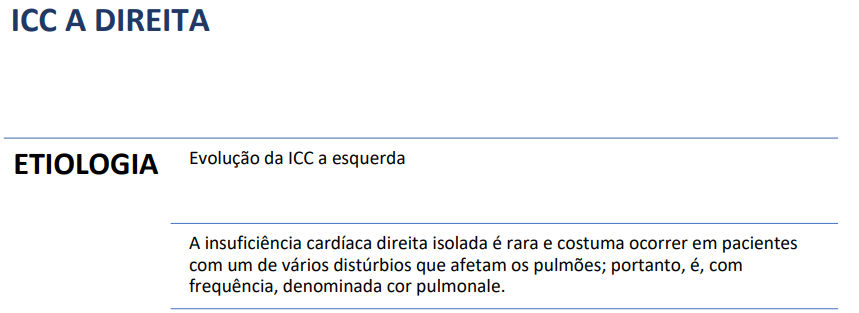 ICC A DIREITA
ETIOLOGIA
Evolução da ICC a esquerda
A insuficiência cardíaca direita isolada é rara e costuma ocorrer em pacientes
com um de vários distúrbios que afetam os pulmões; portanto, é, com
frequência, denominada cor pulmonale.